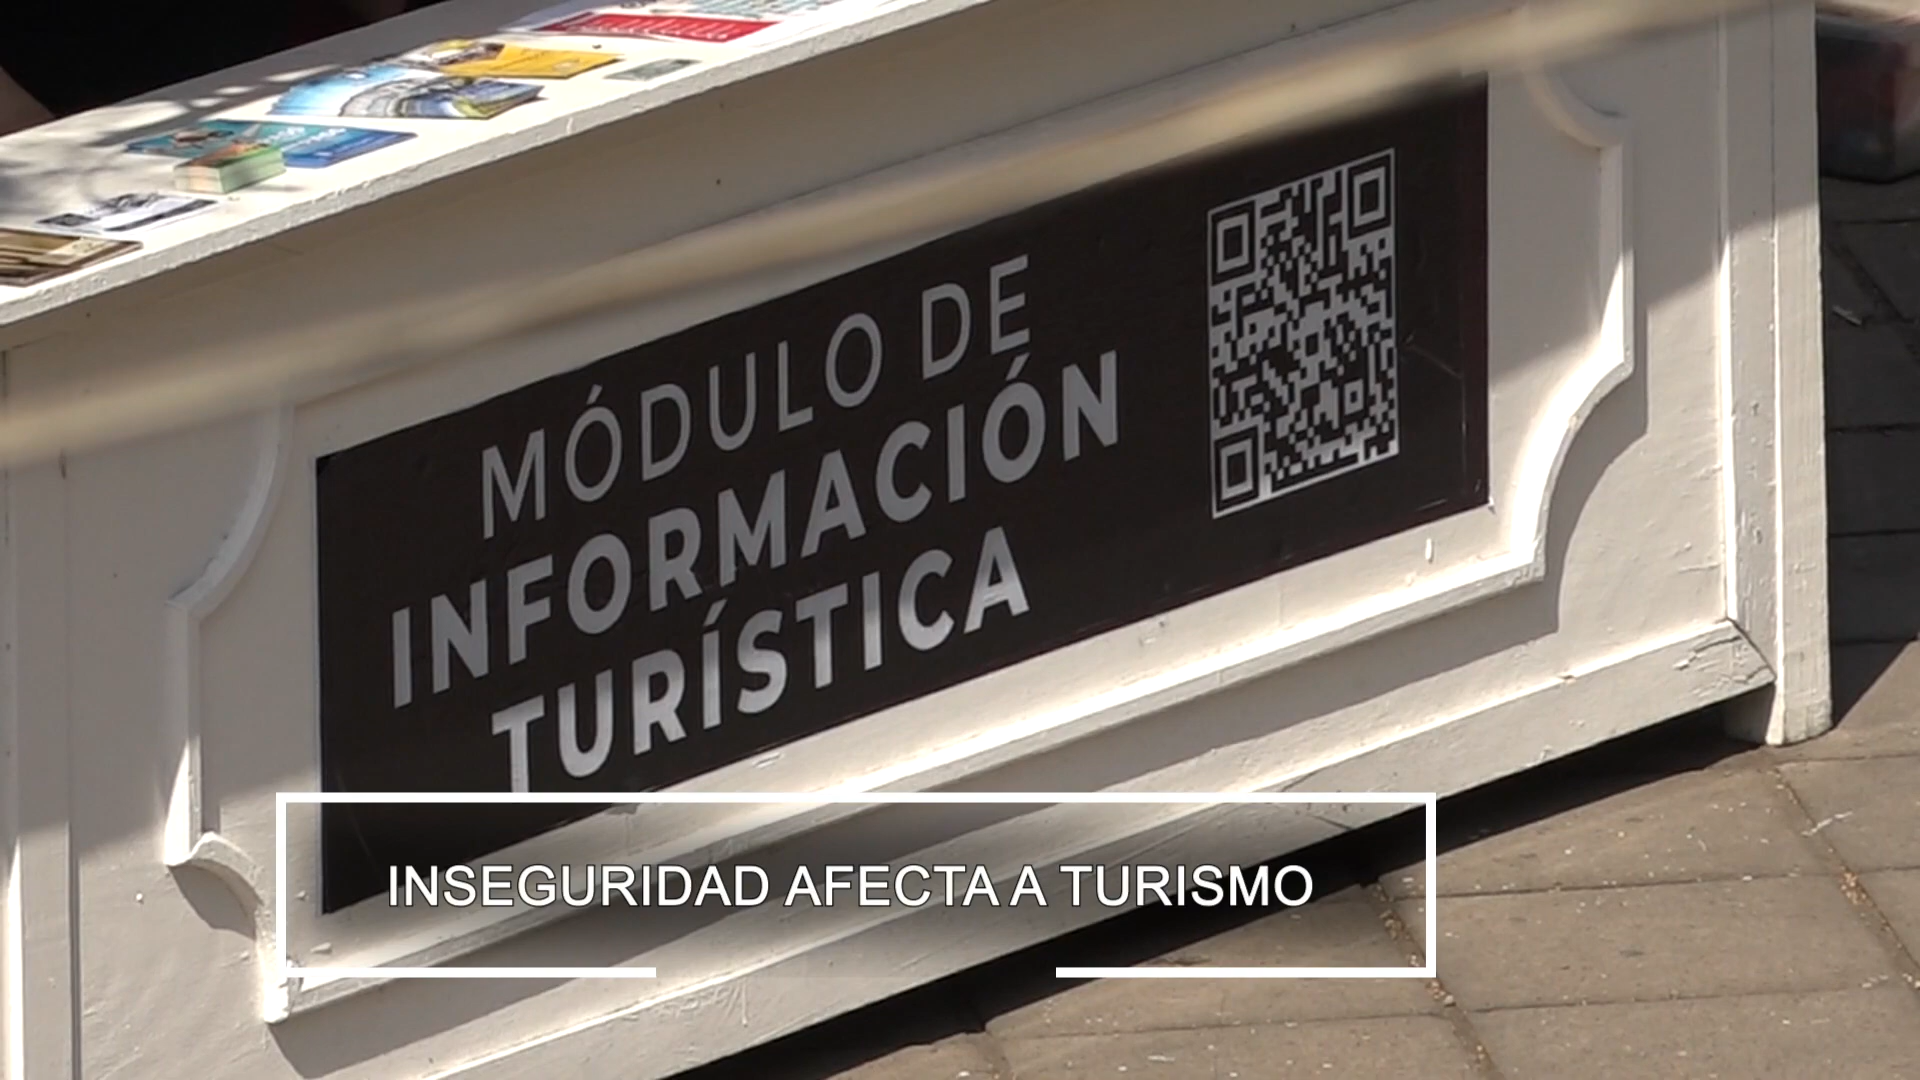 MÓDULO DE
INFORMACIÓN
TURÍSTICA
INSEGURIDAD AFECTA A TURISMO